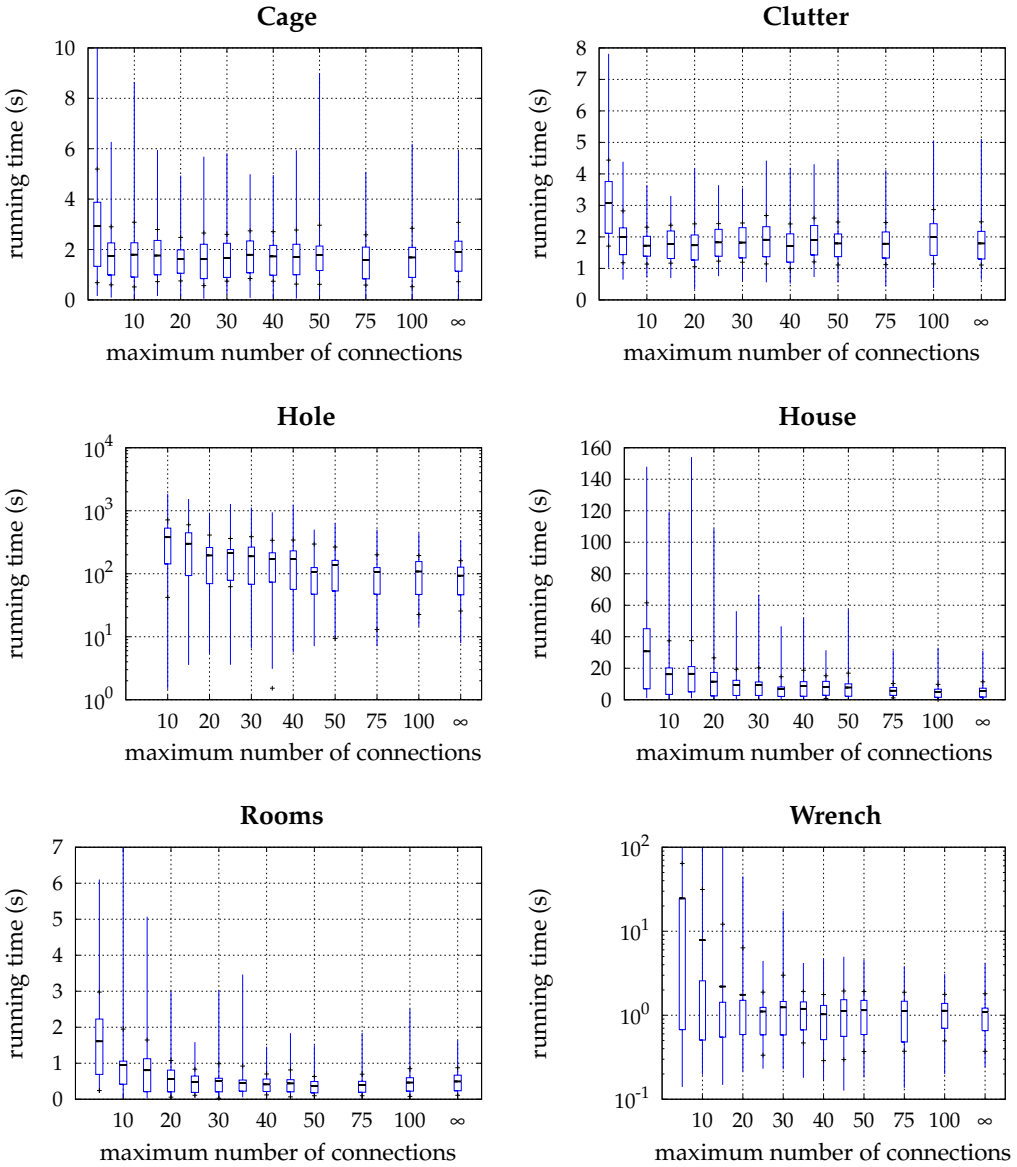 Cage
10
8
6
4
2
0
running time (s)
10 20 30 40 50 75 100 ∞
maximum number of connections
Clutter
8
7
6
5
4
3
2
1
0
running time (s)
10 20 30 40 50 75 100 ∞
maximum number of connections
Hole
10^4
10^3
10^2
10^1
10^0
running time (s)
10 20 30 40 50 75 100 ∞
maximum number of connections
House
160
140
120
100
80
60
40
20
0
running time (s)
10 20 30 40 50 75 100 ∞
maximum number of connections
Rooms
7
6
5
4
3
2
1
0
running time (s)
10 20 30 40 50 75 100 ∞
maximum number of connections
Wrench
10^2
10^1
10^0
10^-1
running time (s)
10 20 30 40 50 75 100 ∞
maximum number of connections